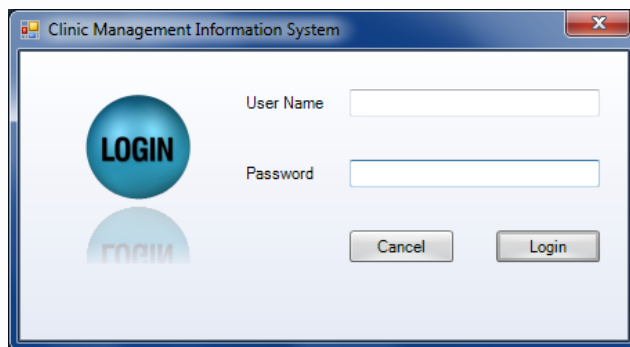 Clinic Management Information System
LOGIN
User Name
Password
Cancel
Login